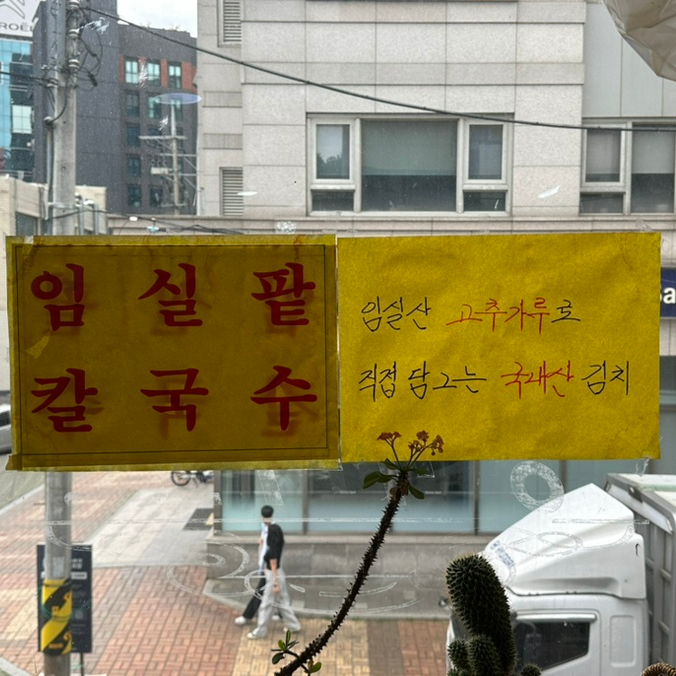 임실팥
칼국수
임실산 고추가루로
직접 담그는 국내산 김치